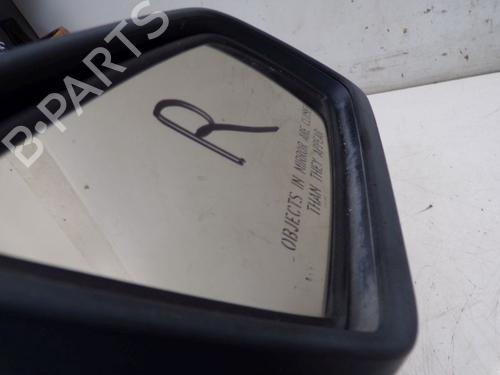 B-PARTS
R
OBJECTS IN MIRROR ARE CLOSER
THAN THEY APPEAR